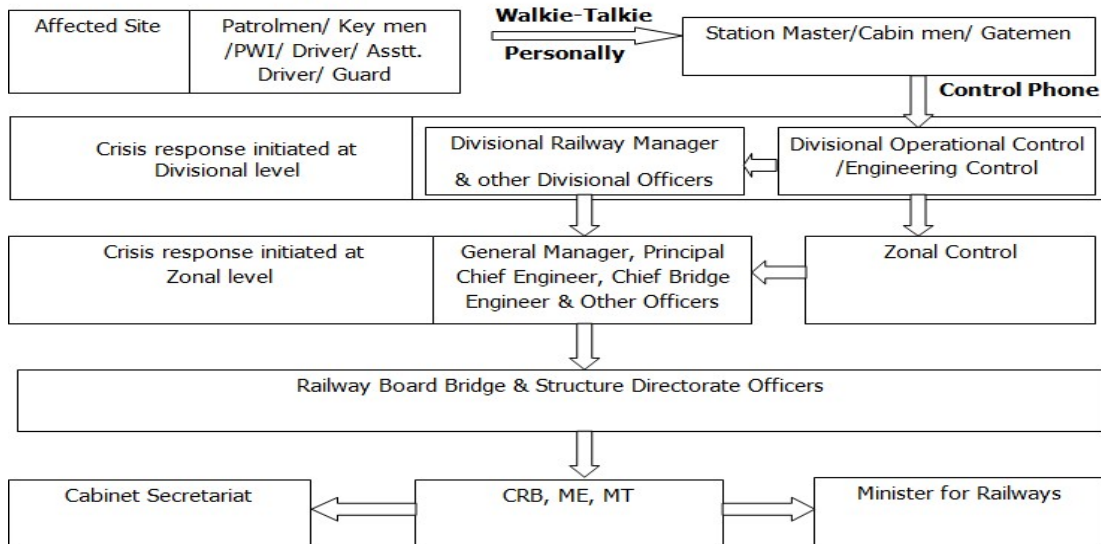 Affected Site
Patrolmen/ Key men
/PWI/ Driver/ Asstt.
Driver/ Guard
Walkie-Talkie
Personally
Station Master/Cabin men/ Gatemen
Control Phone
Crisis response initiated at
Divisional level
Divisional Railway Manager
& other Divisional Officers
Divisional Operational Control
/Engineering Control
Crisis response initiated at
Zonal level
General Manager, Principal
Chief Engineer, Chief Bridge
Engineer & Other Officers
Zonal Control
Railway Board Bridge & Structure Directorate Officers
Cabinet Secretariat
CRB, ME, MT
Minister for Railways